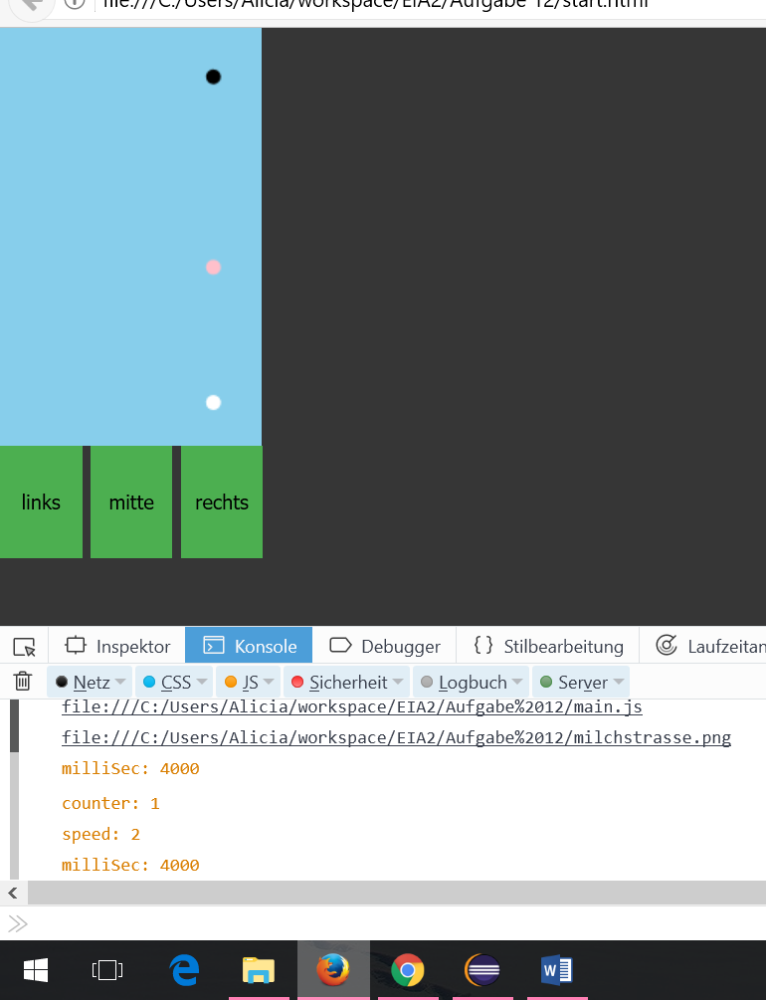 file:///C:/Users/Alicia/workspace/EIA2/Aufgabe 12/start.html
links mitte rechts
Inspektor Konsole Debugger { } Stilbearbeitung
Netz CSS JS Sicherheit Logbuch Server
file:///C:/Users/Alicia/workspace/EIA2/Aufgabe%2012/main.js
file:///C:/Users/Alicia/workspace/EIA2/Aufgabe%2012/milchstrasse.png
milliSec: 4000
counter: 1
speed: 2
milliSec: 4000